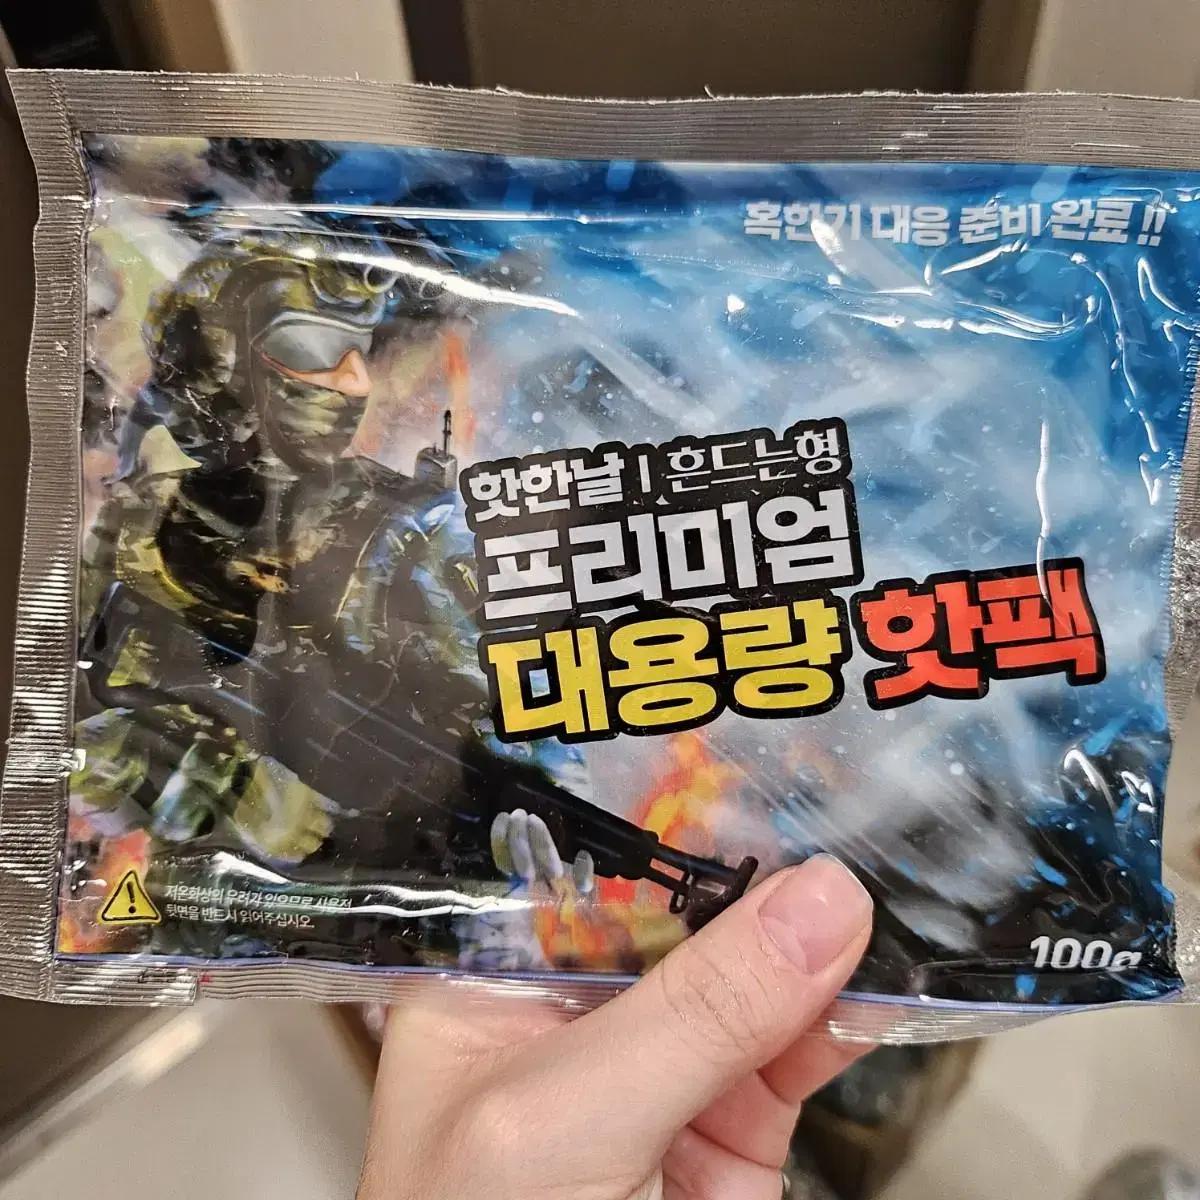 혹한기 대응 준비 완료!!
핫한날 | 흔드는형
프리미엄
대용량 핫팩
저온화상의 우려가 있으므로 사용전
뒷면을 반드시 읽어주십시오.
100g